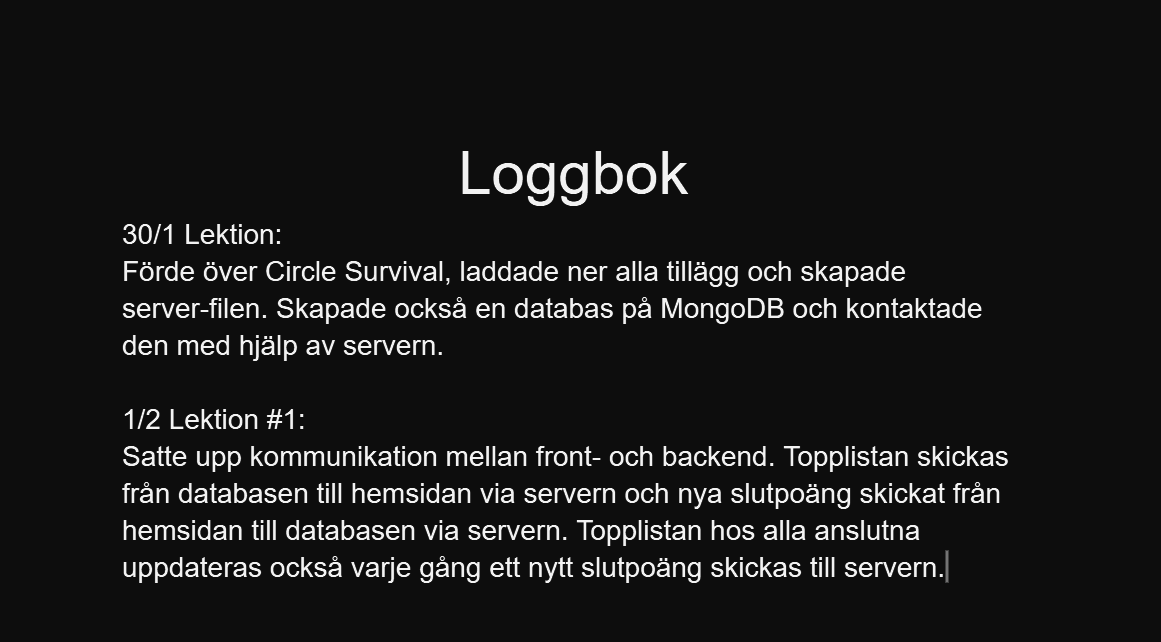 Loggbok
30/1 Lektion:
Förde över Circle Survival, laddade ner alla tillägg och skapade
server-filen. Skapade också en databas på MongoDB och kontaktade
den med hjälp av servern.
1/2 Lektion #1:
Satte upp kommunikation mellan front- och backend. Topplistan skickas
från databasen till hemsidan via servern och nya slutpoäng skickat från
hemsidan till databasen via servern. Topplistan hos alla anslutna
uppdateras också varje gång ett nytt slutpoäng skickas till servern.